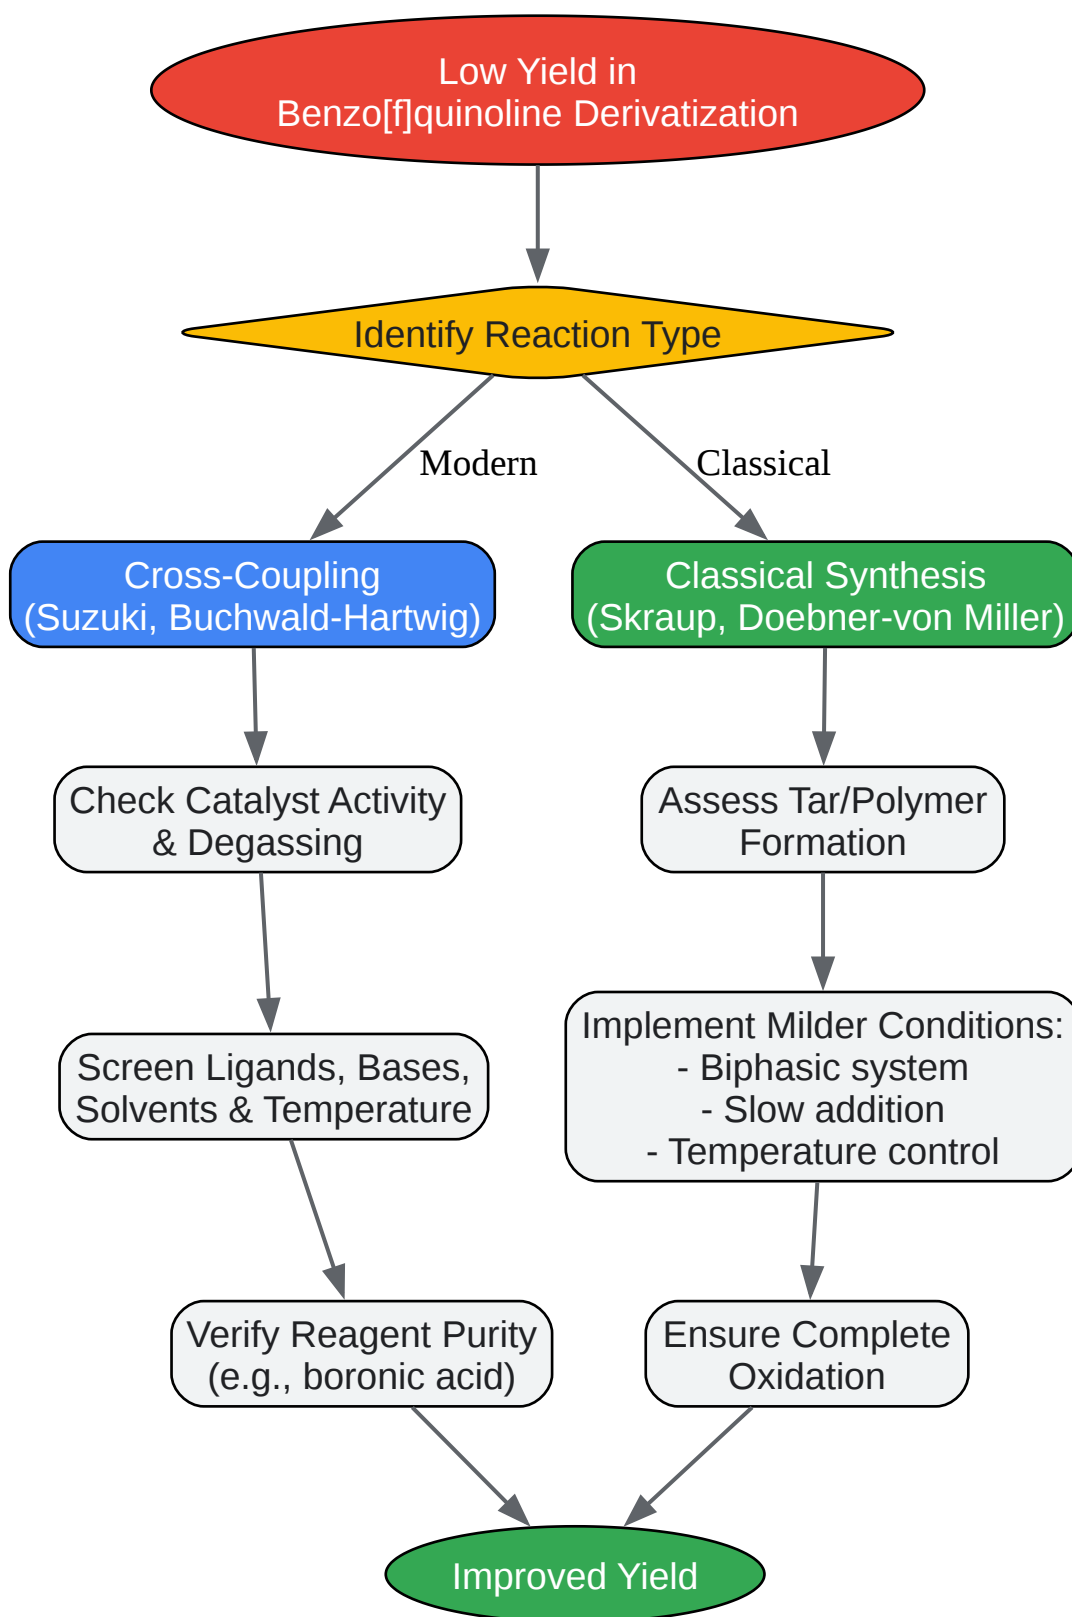 Low Yield in
Benzo[f]quinoline Derivatization
Identify Reaction Type
Modern
Classical
Cross-Coupling
(Suzuki, Buchwald-Hartwig)
Classical Synthesis
(Skraup, Doebner-von Miller)
Check Catalyst Activity
& Degassing
Assess Tar/Polymer
Formation
Screen Ligands, Bases,
Solvents & Temperature
Implement Milder Conditions:
- Biphasic system
- Slow addition
- Temperature control
Verify Reagent Purity
(e.g., boronic acid)
Ensure Complete
Oxidation
Improved Yield